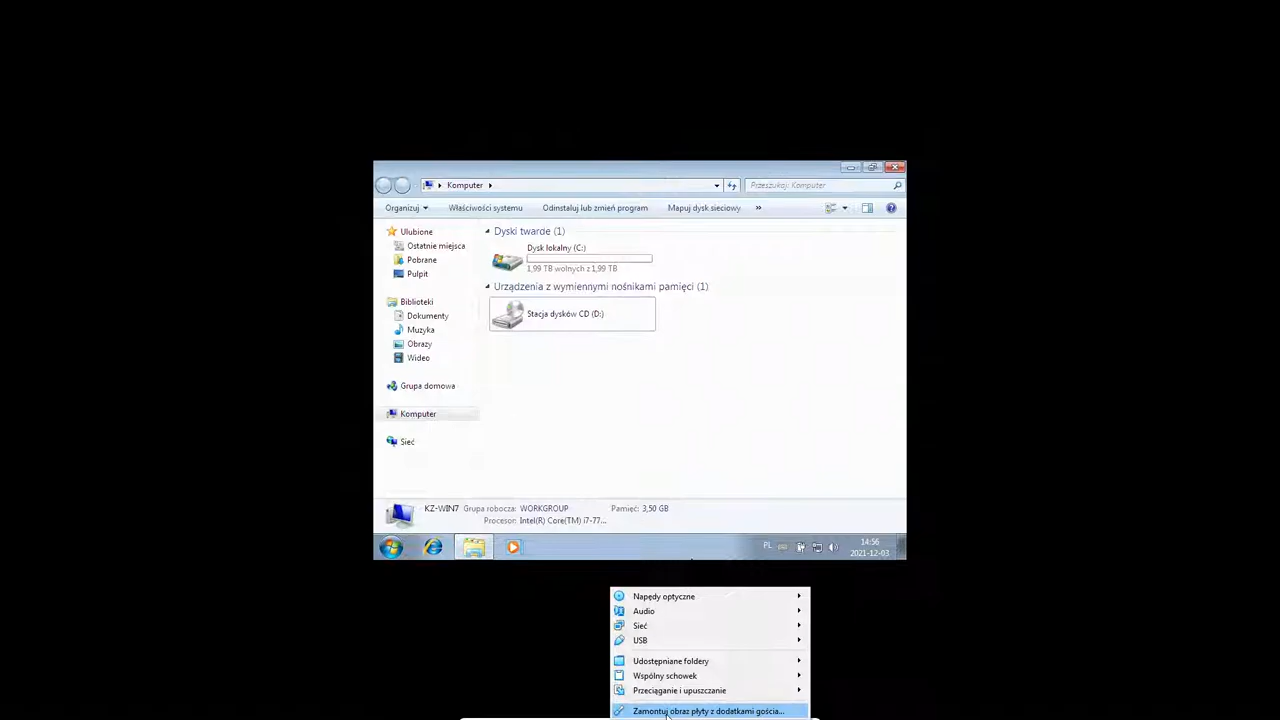 Komputer
Przeszukaj: Komputer
Organizuj
Właściwości systemu
Odinstaluj lub zmień program
Mapuj dysk sieciowy
»
Ulubione
Ostatnie miejsca
Pobrane
Pulpit
Biblioteki
Dokumenty
Muzyka
Obrazy
Wideo
Grupa domowa
Komputer
Sieć
Dyski twarde (1)
Dysk lokalny (C:)
1,99 TB wolnych z 1,99 TB
Urządzenia z wymiennymi nośnikami pamięci (1)
Stacja dysków CD (D:)
KZ-WIN7 Grupa robocza: WORKGROUP Pamięć: 3,50 GB
Procesor: Intel(R) Core(TM) i7-77...
PL
14:56
2021-12-03
Napędy optyczne
Audio
Sieć
USB
Udostępniane foldery
Wspólny schowek
Przeciąganie i upuszczanie
Zamontuj obraz płyty z dodatkami gościa...